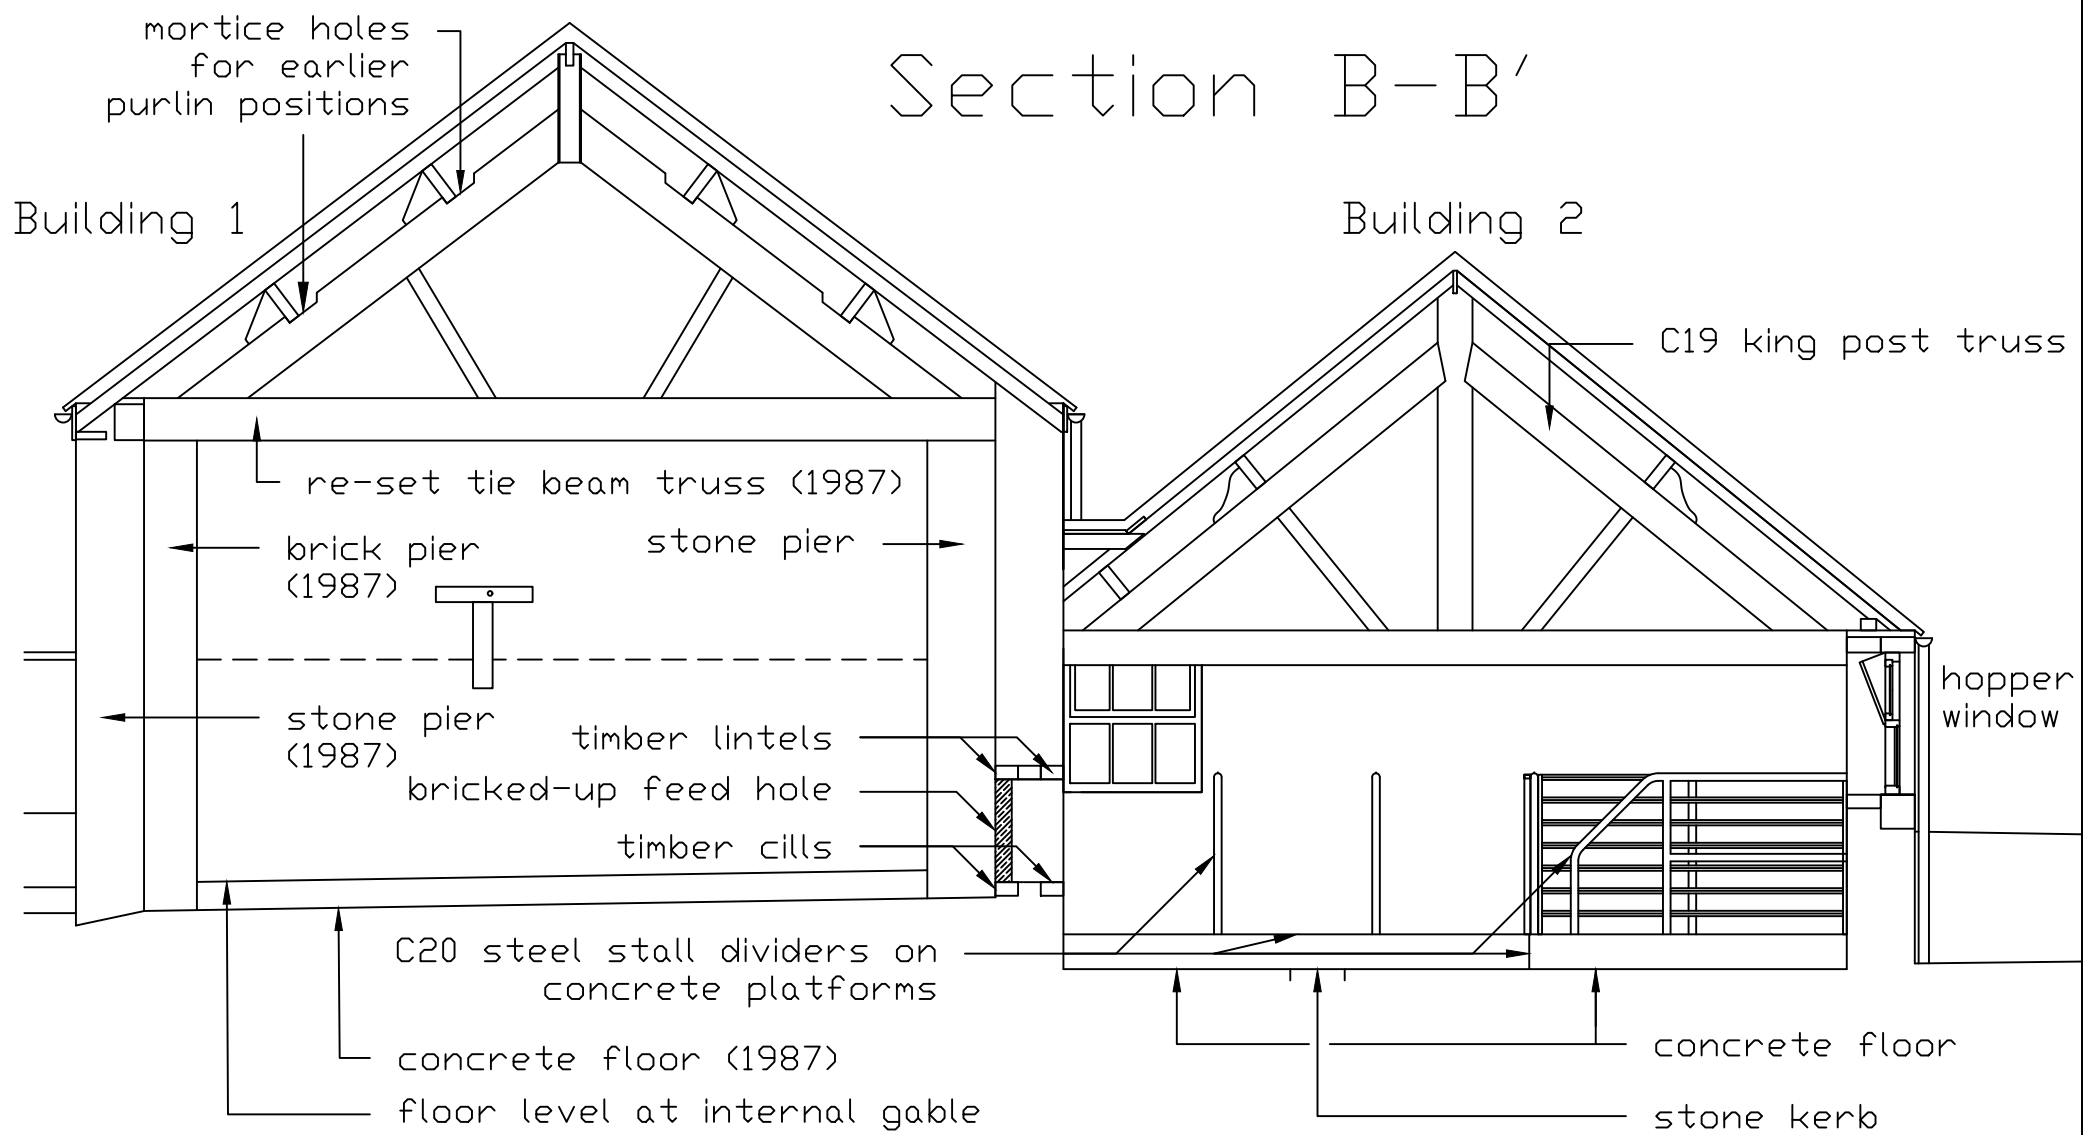 mortice holes
for earlier
purlin positions
Section B-B'
Building 1
Building 2
C19 king post truss
re-set tie beam truss (1987)
brick pier
(1987)
stone pier
stone pier
(1987)
hopper
window
timber lintels
bricked-up feed hole
timber cills
C20 steel stall dividers on
concrete platforms
concrete floor (1987)
concrete floor
floor level at internal gable
stone kerb